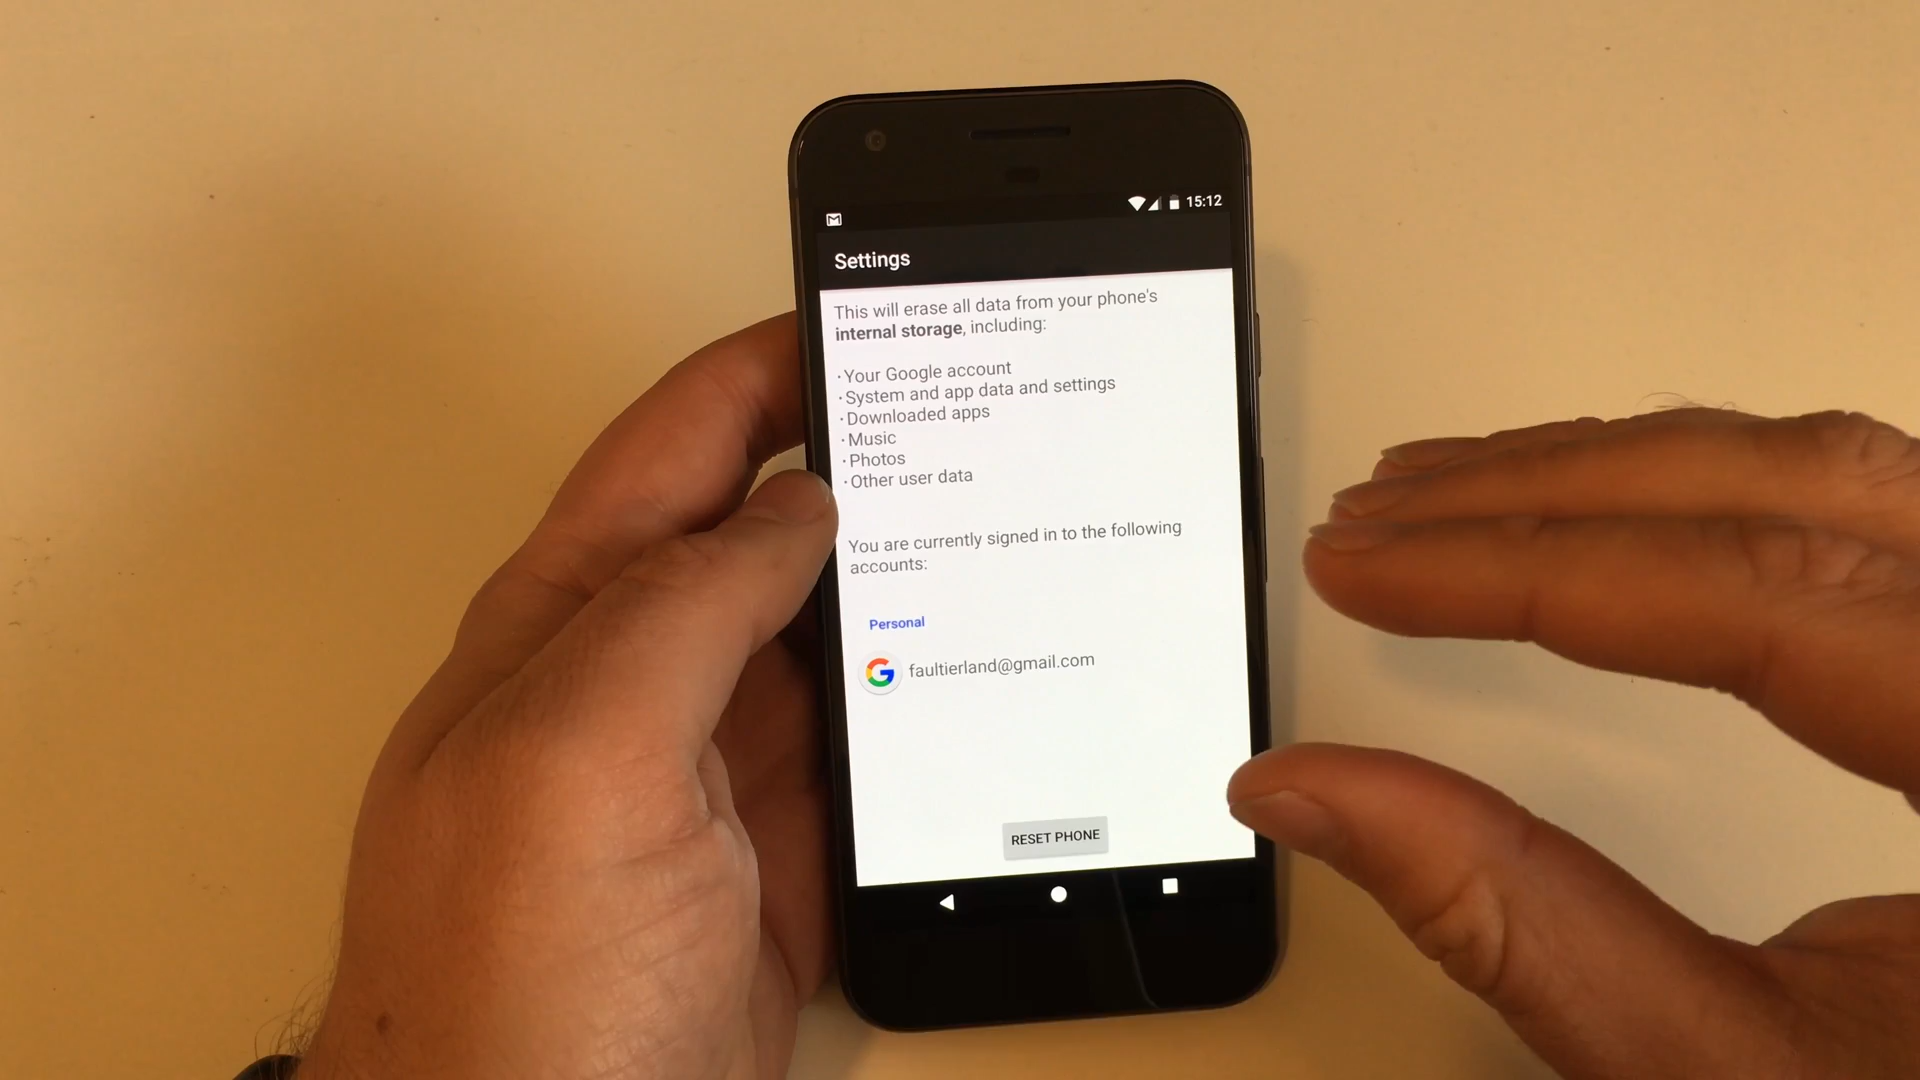 15:12
Settings
This will erase all data from your phone's
internal storage, including:
·Your Google account
·System and app data and settings
·Downloaded apps
·Music
·Photos
·Other user data
You are currently signed in to the following
accounts:
Personal
faultierland@gmail.com
RESET PHONE